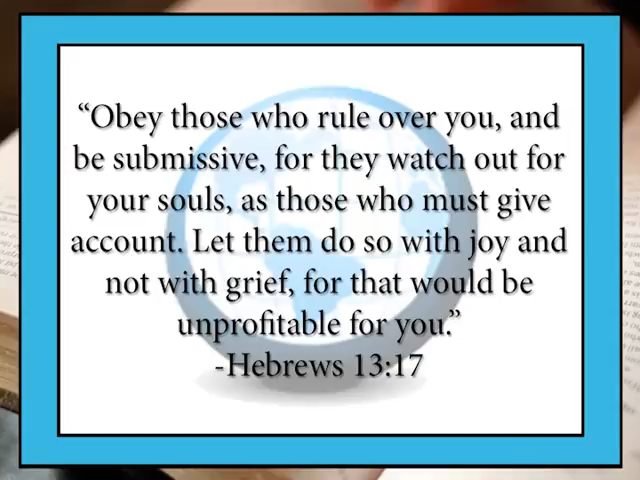 “Obey those who rule over you, and
be submissive, for they watch out for
your souls, as those who must give
account. Let them do so with joy and
not with grief, for that would be
unprofitable for you.”
-Hebrews 13:17